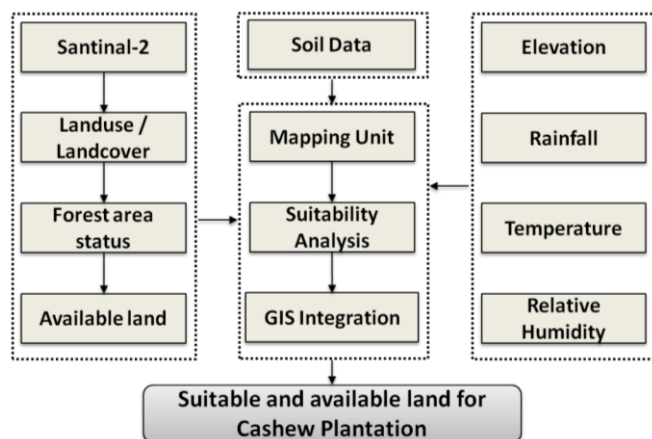 Santinal-2
Landuse /
Landcover
Forest area
status
Available land
Soil Data
Mapping Unit
Suitability
Analysis
GIS Integration
Elevation
Rainfall
Temperature
Relative
Humidity
Suitable and available land for
Cashew Plantation